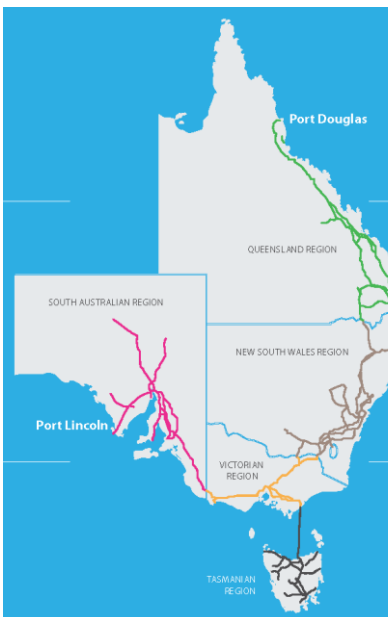 Port Douglas
QUEENSLAND REGION
SOUTH AUSTRALIAN REGION
NEW SOUTH WALES REGION
Port Lincoln
VICTORIAN
REGION
TASMANIAN
REGION